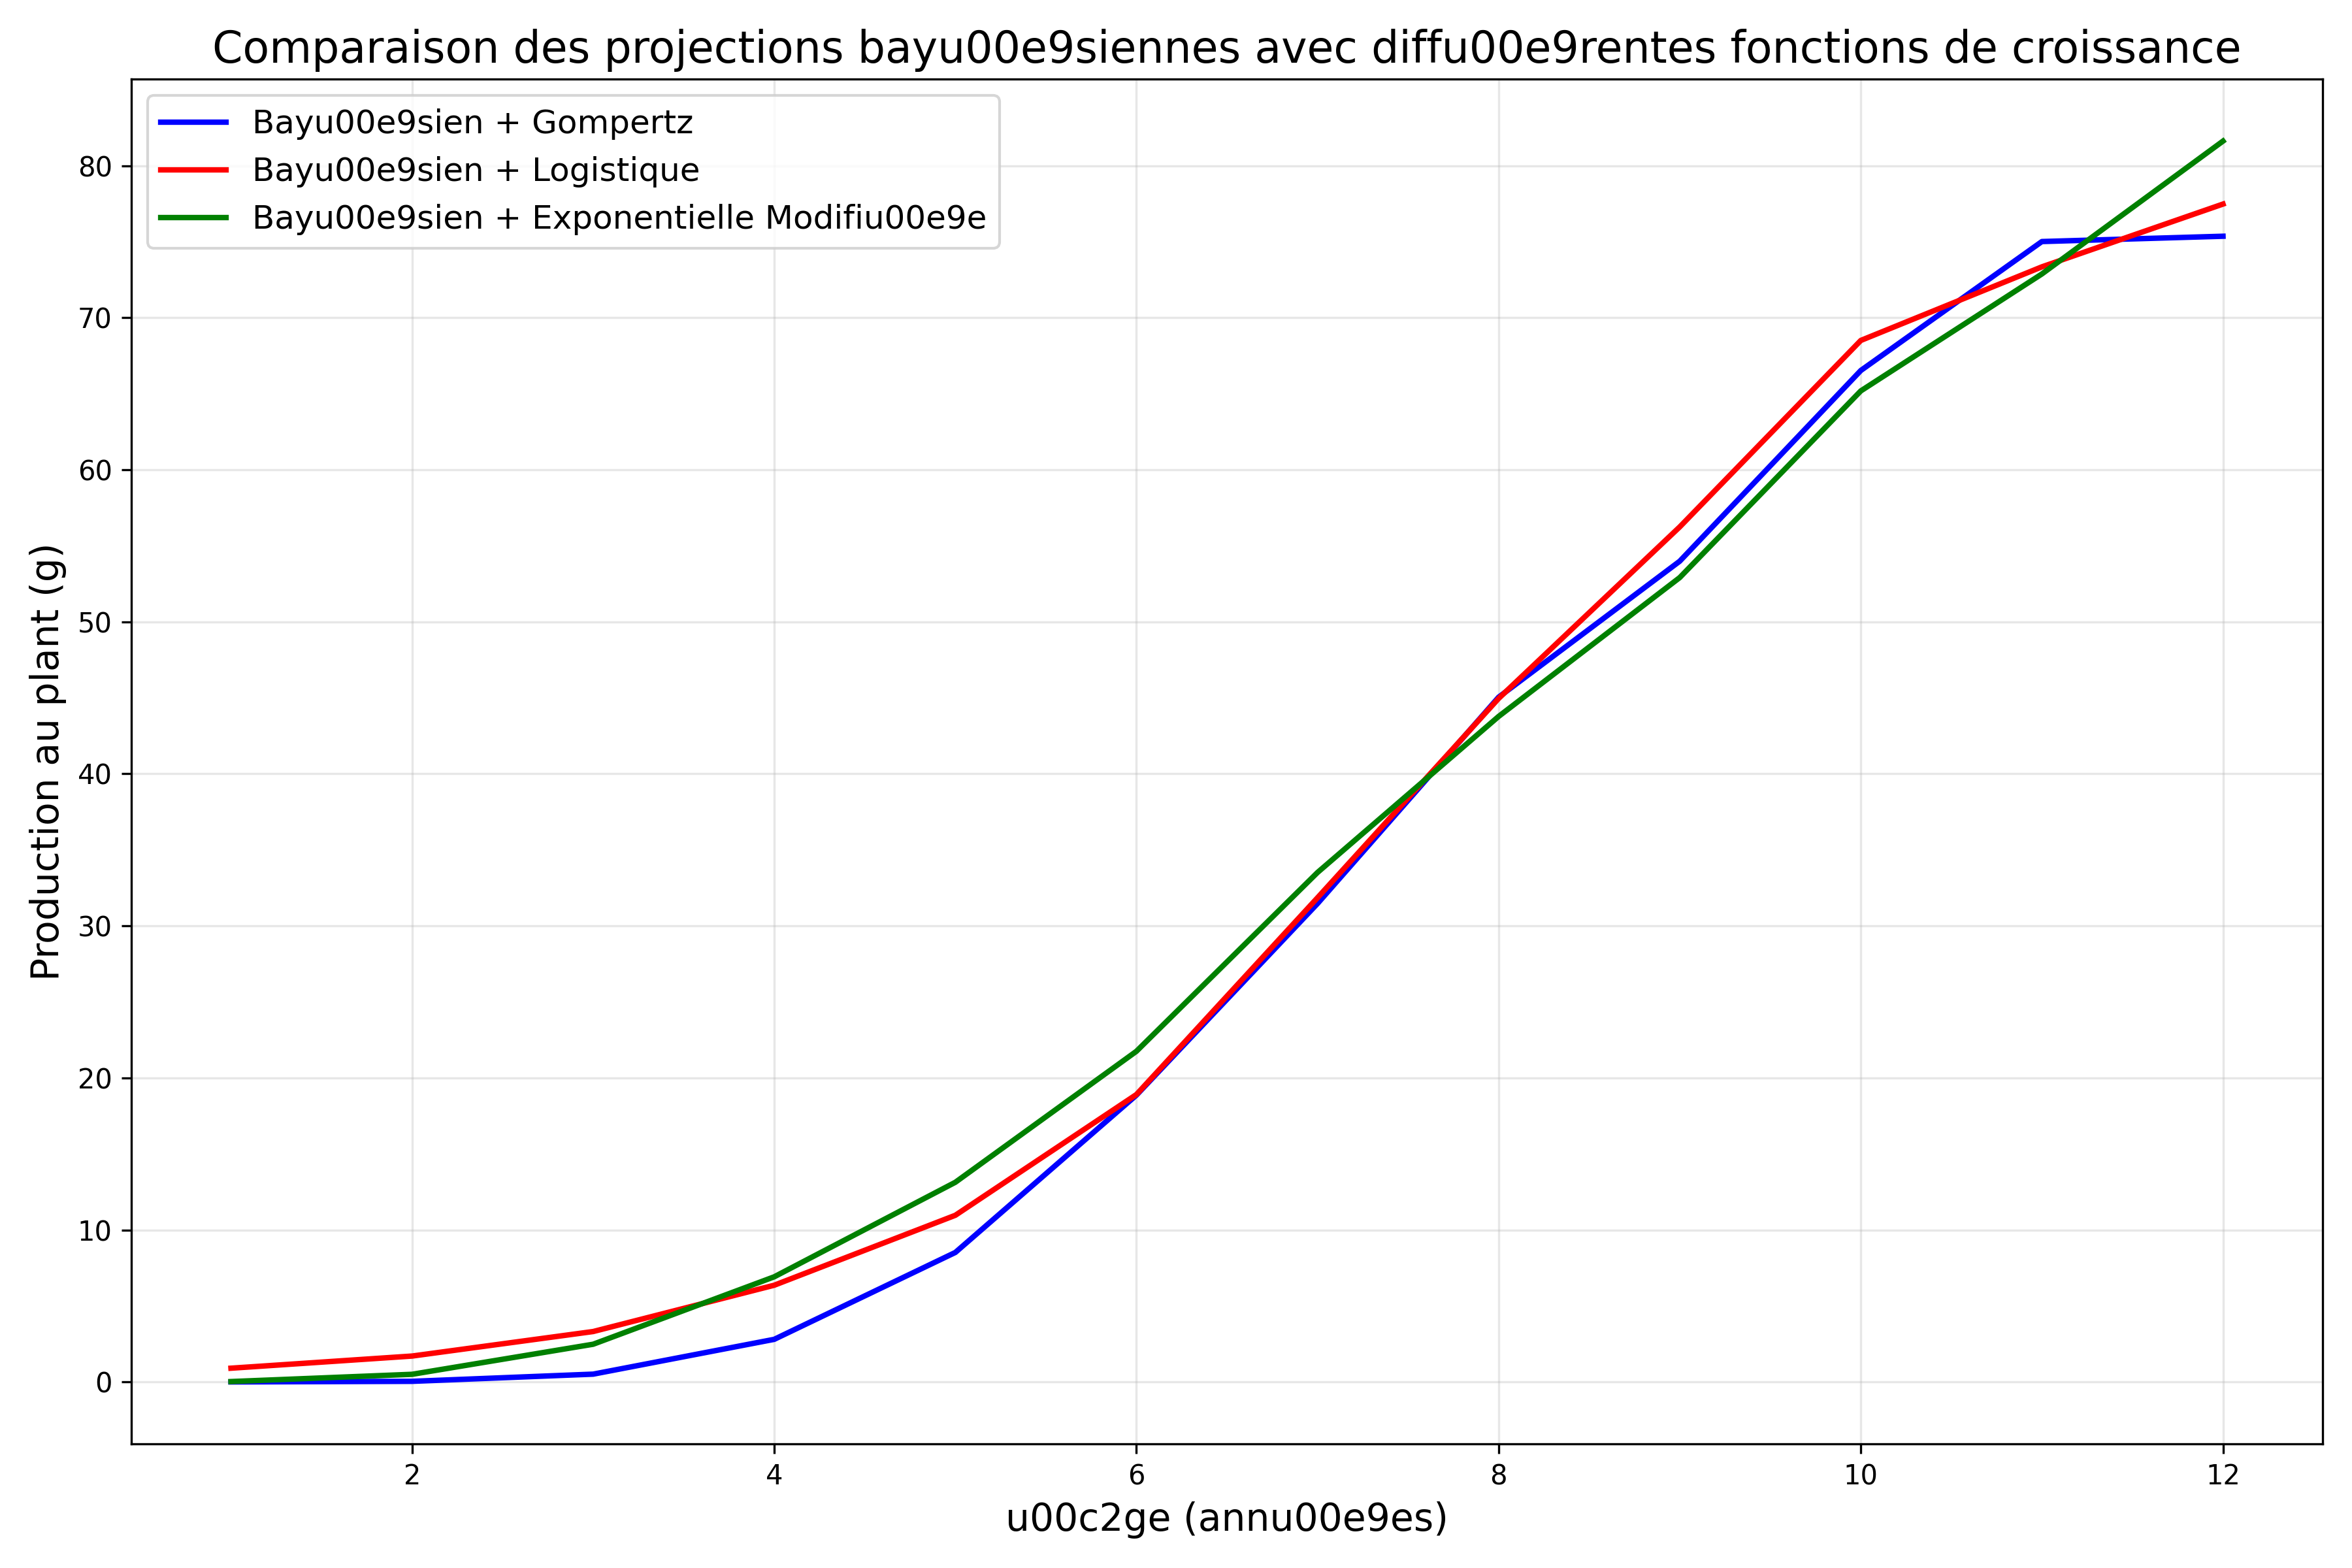 Comparaison des projections bayu00e9siennes avec diffu00e9rentes fonctions de croissance
Bayu00e9sien + Gompertz
Bayu00e9sien + Logistique
Bayu00e9sien + Exponentielle Modifiu00e9e
Production au plant (g)
80
70
60
50
40
30
20
10
0
2 4 6 8 10 12
u00c2ge (annu00e9es)